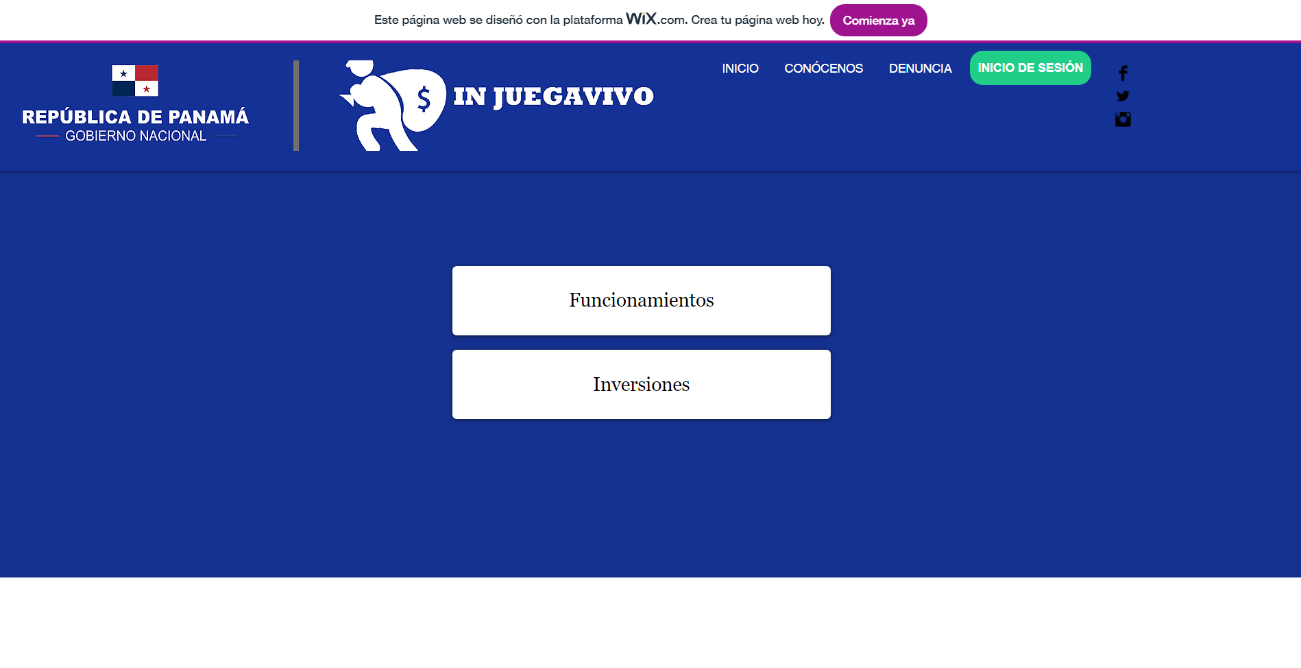 Este página web se diseñó con la plataforma WiX.com. Crea tu página web hoy. Comienza ya
REPÚBLICA DE PANAMÁ
GOBIERNO NACIONAL
$
IN JUEGAVIVO
INICIO CONÓCENOS DENUNCIA INICIO DE SESIÓN
Funcionamientos
Inversiones